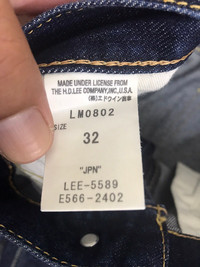 MADE UNDER LICENSE FROM
THE H.D.LEE COMPANY,INC.,U.S.A.
(株)エドウイン商事
LM0802
SIZE
32
"JPN"
LEE-5589
E566-2402